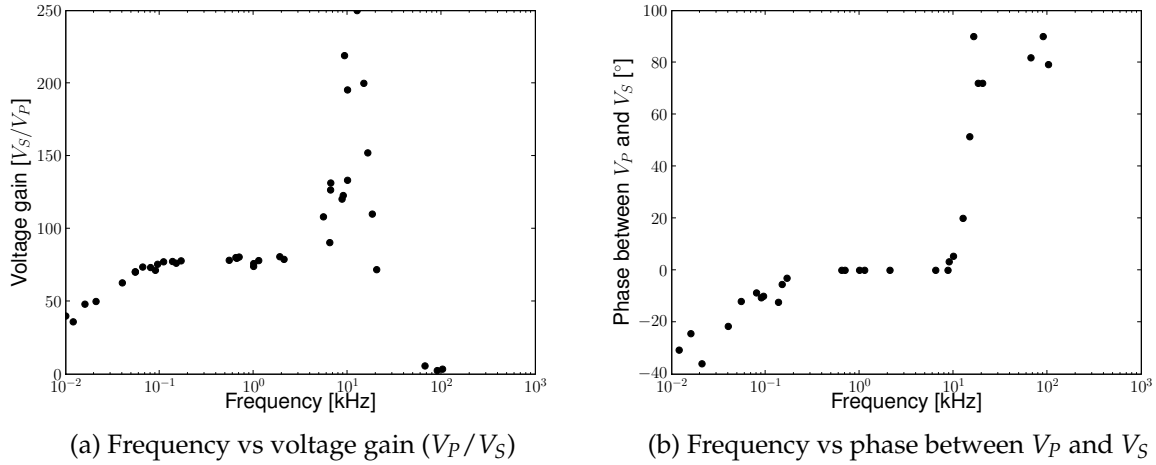 250
200
150
100
50
0
Voltage gain [V_S/V_P]
10^{-2} 10^{-1} 10^0 10^1 10^2 10^3
Frequency [kHz]
(a) Frequency vs voltage gain (V_P/V_S)
100
80
60
40
20
0
−20
−40
Phase between V_P and V_S [°]
10^{-2} 10^{-1} 10^0 10^1 10^2 10^3
Frequency [kHz]
(b) Frequency vs phase between V_P and V_S